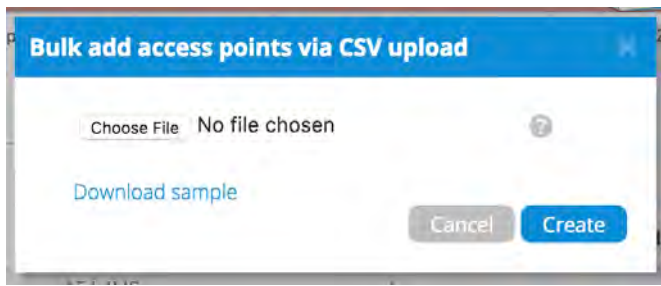 Bulk add access points via CSV upload
Choose File No file chosen
Download sample
Cancel Create